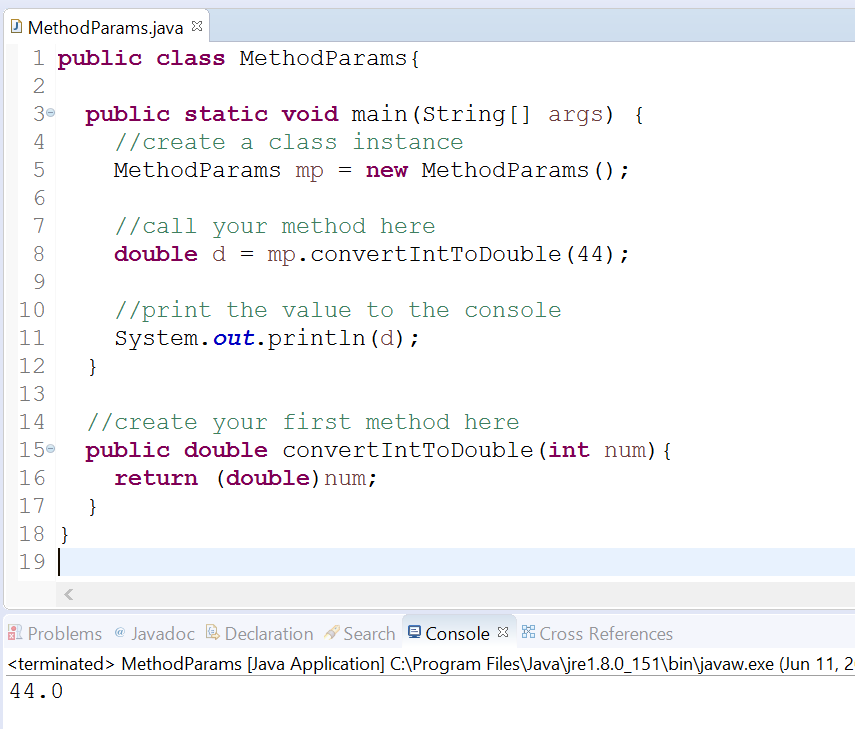 MethodParams.java
1 public class MethodParams{
2
3 public static void main(String[] args) {
4 //create a class instance
5 MethodParams mp = new MethodParams();
6
7 //call your method here
8 double d = mp.convertIntToDouble(44);
9
10 //print the value to the console
11 System.out.println(d);
12 }
13
14 //create your first method here
15 public double convertIntToDouble(int num){
16 return (double)num;
17 }
18 }
19
Problems @ Javadoc Declaration Search Console Cross References
<terminated> MethodParams [Java Application] C:\Program Files\Java\jre1.8.0_151\bin\javaw.exe (Jun 11, 2
44.0